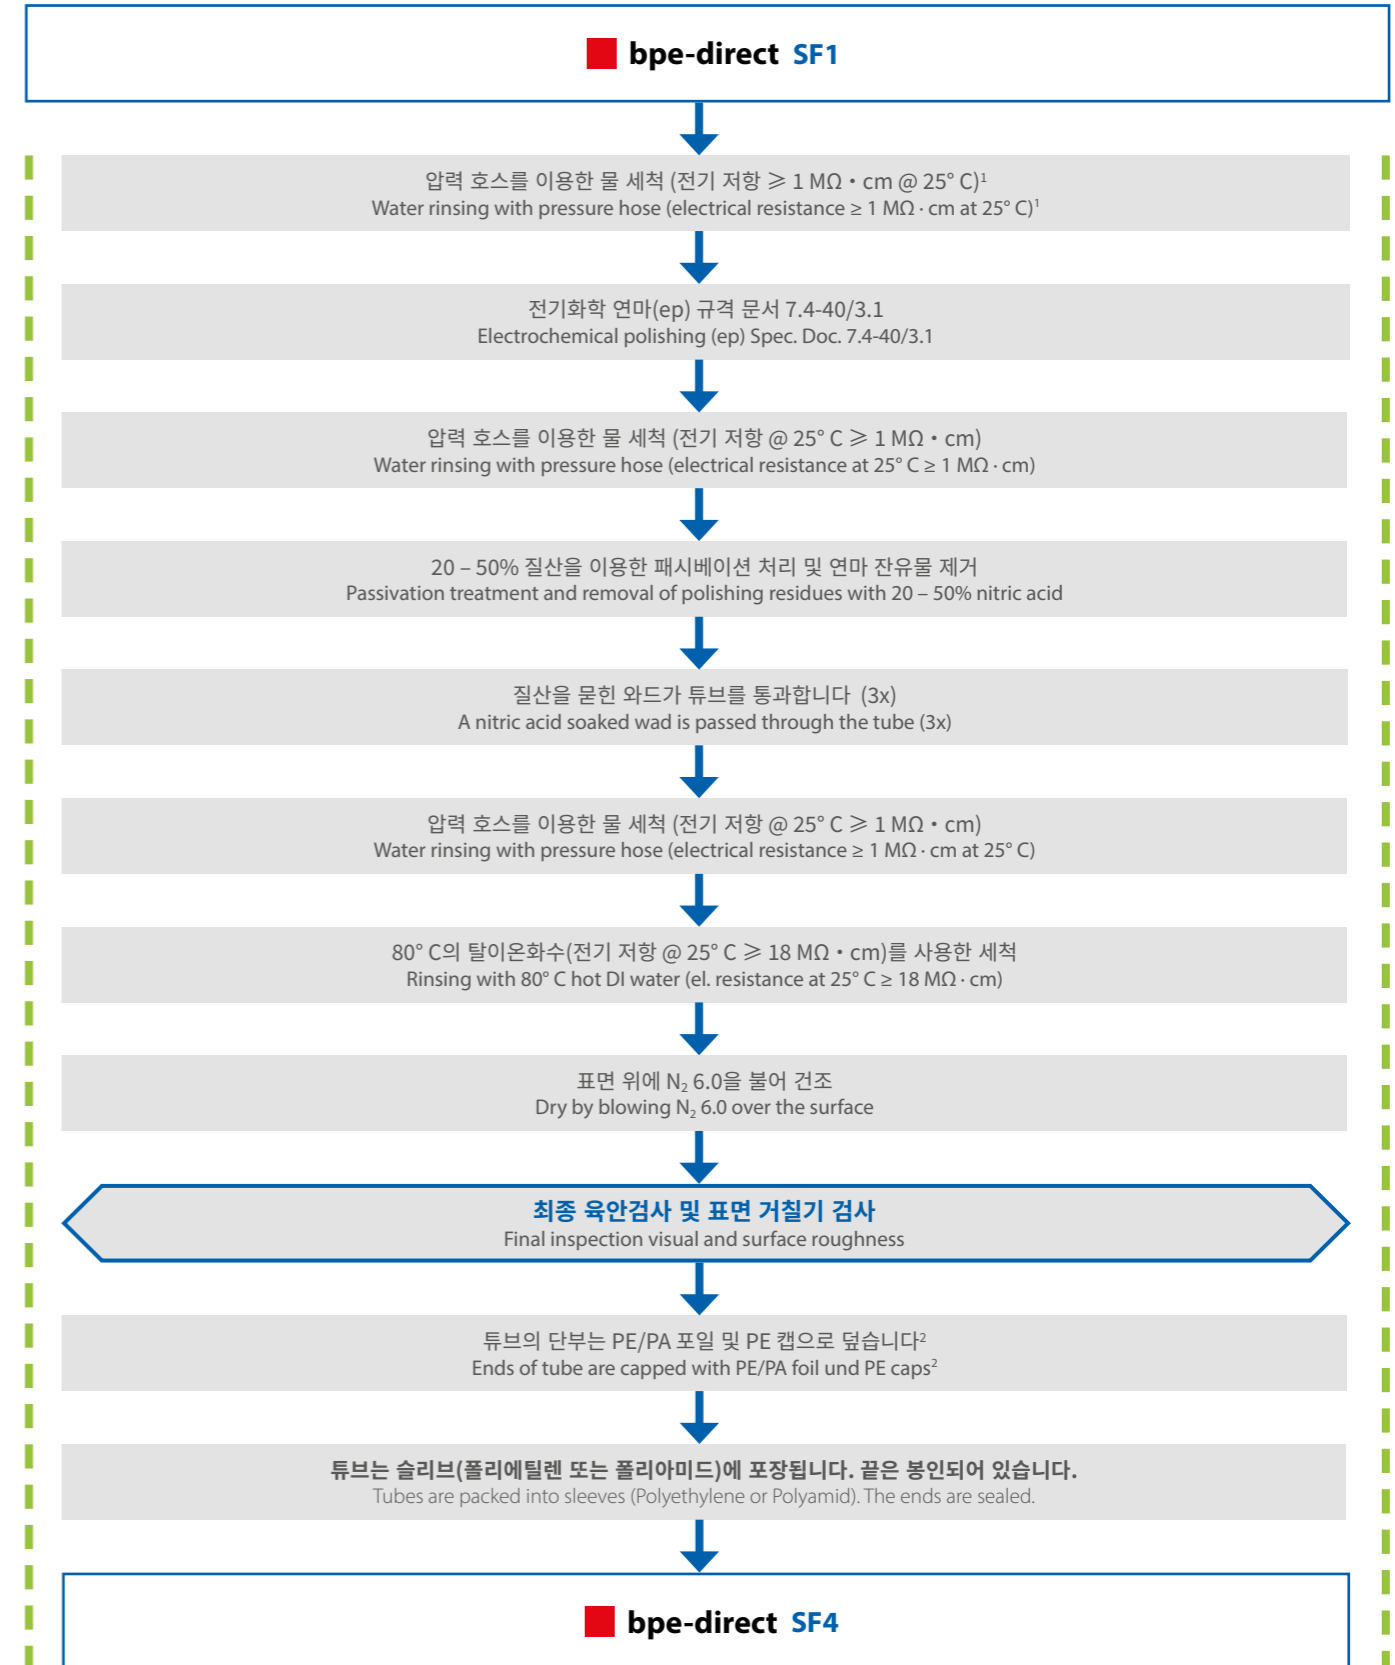 bpe-direct SF1
압력 호스를 이용한 물 세척 (전기 저항 ≥ 1 MΩ・cm @ 25° C)¹
Water rinsing with pressure hose (electrical resistance ≥ 1 MΩ · cm at 25° C)¹
전기화학 연마(ep) 규격 문서 7.4-40/3.1
Electrochemical polishing (ep) Spec. Doc. 7.4-40/3.1
압력 호스를 이용한 물 세척 (전기 저항 @ 25° C ≥ 1 MΩ・cm)
Water rinsing with pressure hose (electrical resistance at 25° C ≥ 1 MΩ · cm)
20 – 50% 질산을 이용한 패시베이션 처리 및 연마 잔유물 제거
Passivation treatment and removal of polishing residues with 20 – 50% nitric acid
질산을 묻힌 와드가 튜브를 통과합니다 (3x)
A nitric acid soaked wad is passed through the tube (3x)
압력 호스를 이용한 물 세척 (전기 저항 @ 25° C ≥ 1 MΩ・cm)
Water rinsing with pressure hose (electrical resistance ≥ 1 MΩ · cm at 25° C)
80° C의 탈이온화수(전기 저항 @ 25° C ≥ 18 MΩ・cm)를 사용한 세척
Rinsing with 80° C hot DI water (el. resistance at 25° C ≥ 18 MΩ · cm)
표면 위에 N₂ 6.0을 불어 건조
Dry by blowing N₂ 6.0 over the surface
최종 육안검사 및 표면 거칠기 검사
Final inspection visual and surface roughness
튜브의 단부는 PE/PA 포일 및 PE 캡으로 덮습니다²
Ends of tube are capped with PE/PA foil und PE caps²
튜브는 슬리브(폴리에틸렌 또는 폴리아미드)에 포장됩니다. 끝은 봉인되어 있습니다.
Tubes are packed into sleeves (Polyethylene or Polyamid). The ends are sealed.
bpe-direct SF4